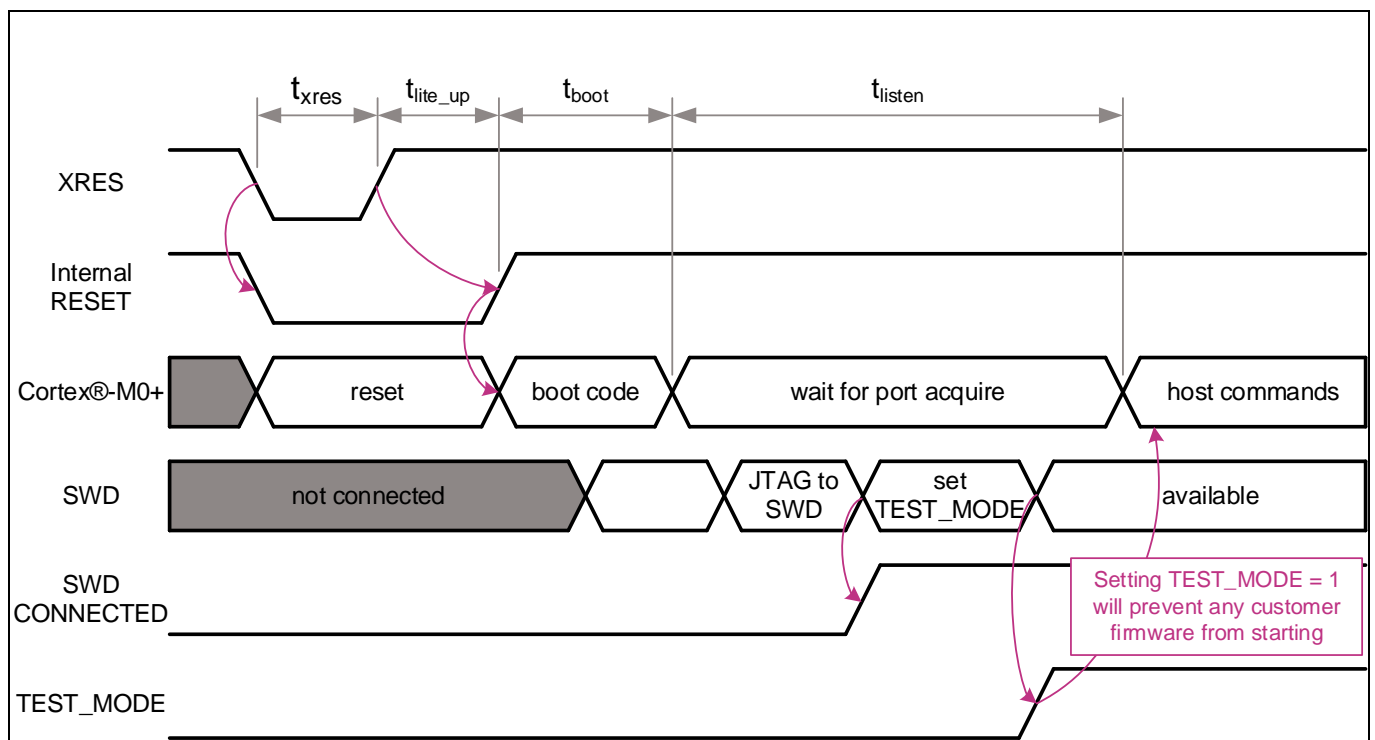 txres
tlite_up
tboot
tlisten
XRES
Internal
RESET
Cortex®-M0+
reset
boot code
wait for port acquire
host commands
SWD
not connected
JTAG to
SWD
set
TEST_MODE
available
SWD
CONNECTED
Setting TEST_MODE = 1
will prevent any customer
firmware from starting
TEST_MODE